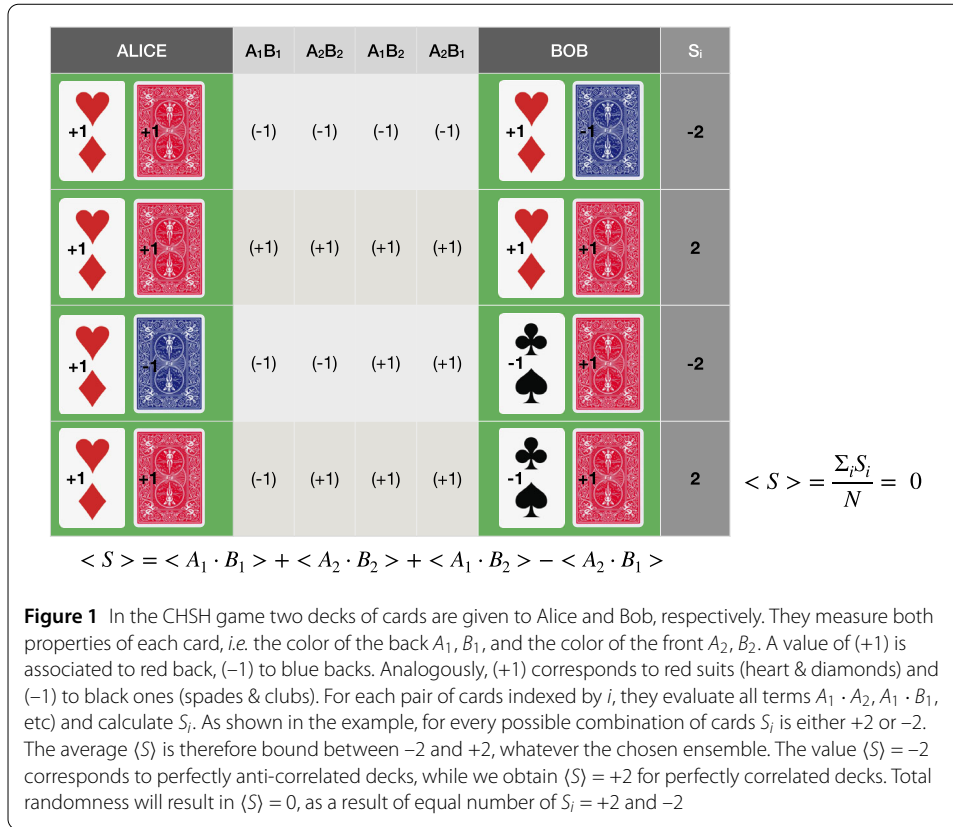 ALICE A₁B₁ A₂B₂ A₁B₂ A₂B₁ BOB Sᵢ
+1 +1 (-1) (-1) (-1) (-1) +1 -1 -2
+1 +1 (+1) (+1) (+1) (+1) +1 +1 2
+1 -1 (-1) (-1) (+1) (+1) -1 +1 -2
+1 +1 (-1) (+1) (+1) (+1) -1 +1 2
< S > = ΣᵢSᵢ / N = 0
< S > = < A₁ · B₁ > + < A₂ · B₂ > + < A₁ · B₂ > − < A₂ · B₁ >
Figure 1 In the CHSH game two decks of cards are given to Alice and Bob, respectively. They measure both
properties of each card, i.e. the color of the back A₁, B₁, and the color of the front A₂, B₂. A value of (+1) is
associated to red back, (–1) to blue backs. Analogously, (+1) corresponds to red suits (heart & diamonds) and
(–1) to black ones (spades & clubs). For each pair of cards indexed by i, they evaluate all terms A₁ · A₂, A₁ · B₁,
etc) and calculate Sᵢ. As shown in the example, for every possible combination of cards Sᵢ is either +2 or –2.
The average ⟨S⟩ is therefore bound between –2 and +2, whatever the chosen ensemble. The value ⟨S⟩ = –2
corresponds to perfectly anti-correlated decks, while we obtain ⟨S⟩ = +2 for perfectly correlated decks. Total
randomness will result in ⟨S⟩ = 0, as a result of equal number of Sᵢ = +2 and –2